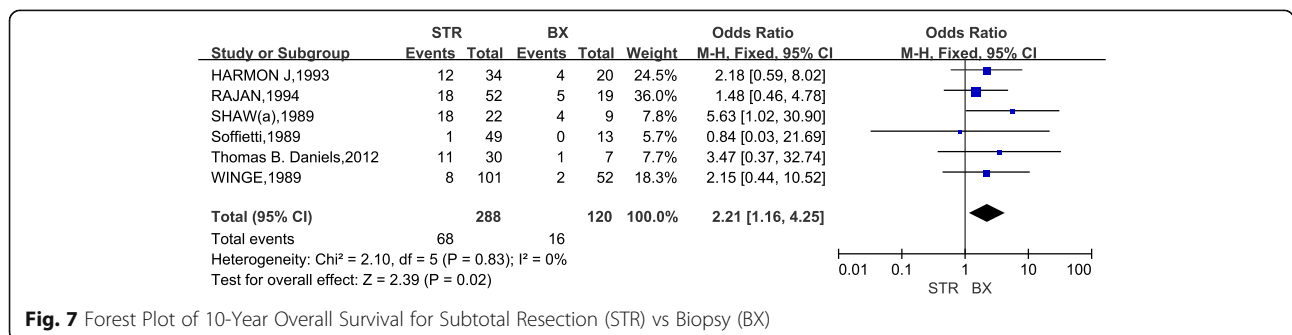 STR BX Odds Ratio Odds Ratio
Study or Subgroup Events Total Events Total Weight M-H, Fixed, 95% CI M-H, Fixed, 95% CI
HARMON J,1993 12 34 4 20 24.5% 2.18 [0.59, 8.02]
RAJAN,1994 18 52 5 19 36.0% 1.48 [0.46, 4.78]
SHAW(a),1989 18 22 4 9 7.8% 5.63 [1.02, 30.90]
Soffietti,1989 1 49 0 13 5.7% 0.84 [0.03, 21.69]
Thomas B. Daniels,2012 11 30 1 7 7.7% 3.47 [0.37, 32.74]
WINGE,1989 8 101 2 52 18.3% 2.15 [0.44, 10.52]
Total (95% CI) 288 120 100.0% 2.21 [1.16, 4.25]
Total events 68 16
Heterogeneity: Chi² = 2.10, df = 5 (P = 0.83); I² = 0%
Test for overall effect: Z = 2.39 (P = 0.02)
0.01 0.1 1 10 100
STR BX
Fig. 7 Forest Plot of 10-Year Overall Survival for Subtotal Resection (STR) vs Biopsy (BX)